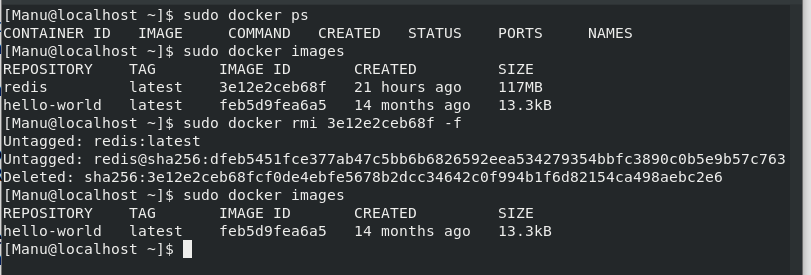 [Manu@localhost ~]$ sudo docker ps
CONTAINER ID   IMAGE     COMMAND   CREATED   STATUS    PORTS     NAMES
[Manu@localhost ~]$ sudo docker images
REPOSITORY    TAG       IMAGE ID       CREATED         SIZE
redis         latest    3e12e2ceb68f   21 hours ago    117MB
hello-world   latest    feb5d9fea6a5   14 months ago   13.3kB
[Manu@localhost ~]$ sudo docker rmi 3e12e2ceb68f -f
Untagged: redis:latest
Untagged: redis@sha256:dfeb5451fce377ab47c5bb6b6826592eea534279354bbfc3890c0b5e9b57c763
Deleted: sha256:3e12e2ceb68fcf0de4ebfe5678b2dcc34642c0f994b1f6d82154ca498aebc2e6
[Manu@localhost ~]$ sudo docker images
REPOSITORY    TAG       IMAGE ID       CREATED         SIZE
hello-world   latest    feb5d9fea6a5   14 months ago   13.3kB
[Manu@localhost ~]$